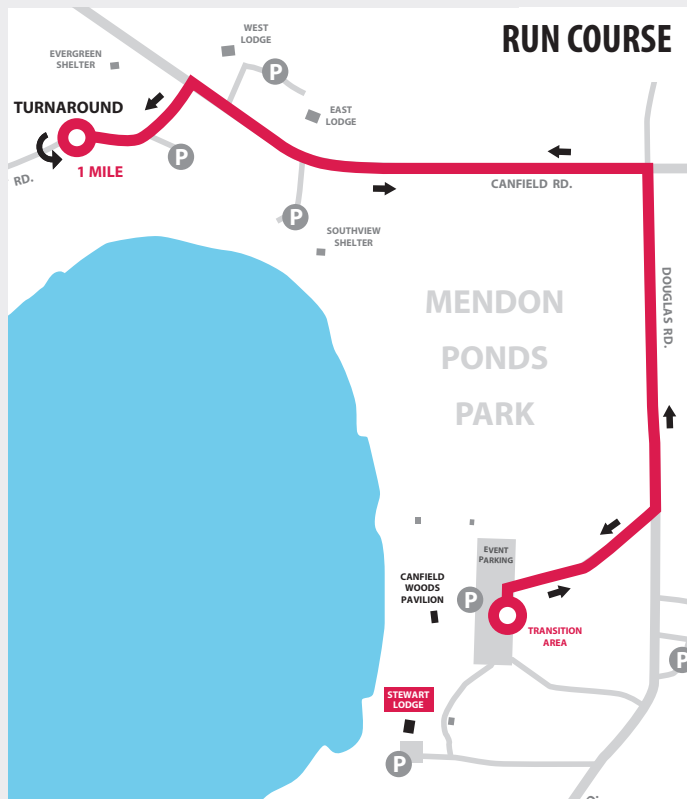 RUN COURSE
WEST
LODGE
EVERGREEN
SHELTER
P
EAST
LODGE
TURNAROUND
P
1 MILE
RD.
CANFIELD RD.
P
SOUTHVIEW
SHELTER
DOUGLAS RD.
MENDON
PONDS
PARK
EVENT
PARKING
CANFIELD
WOODS
PAVILION
P
TRANSITION
AREA
P
STEWART
LODGE
P